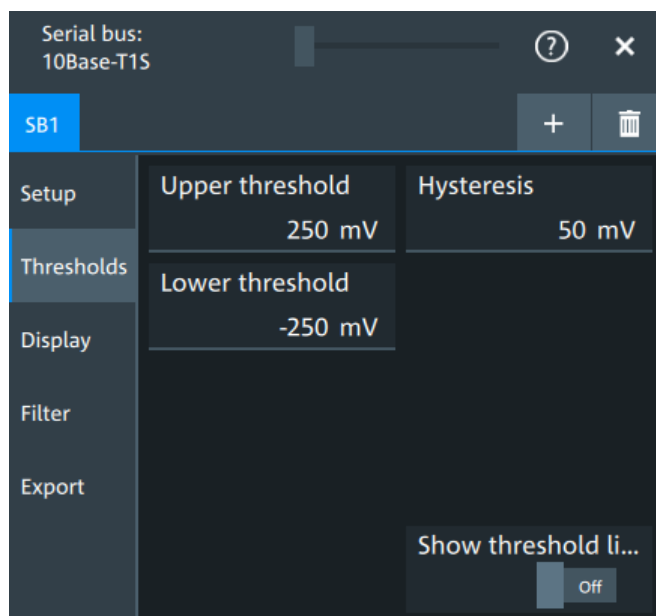 Serial bus:
10Base-T1S
SB1
Setup
Thresholds
Display
Filter
Export
Upper threshold
250 mV
Hysteresis
50 mV
Lower threshold
-250 mV
Show threshold li...
Off